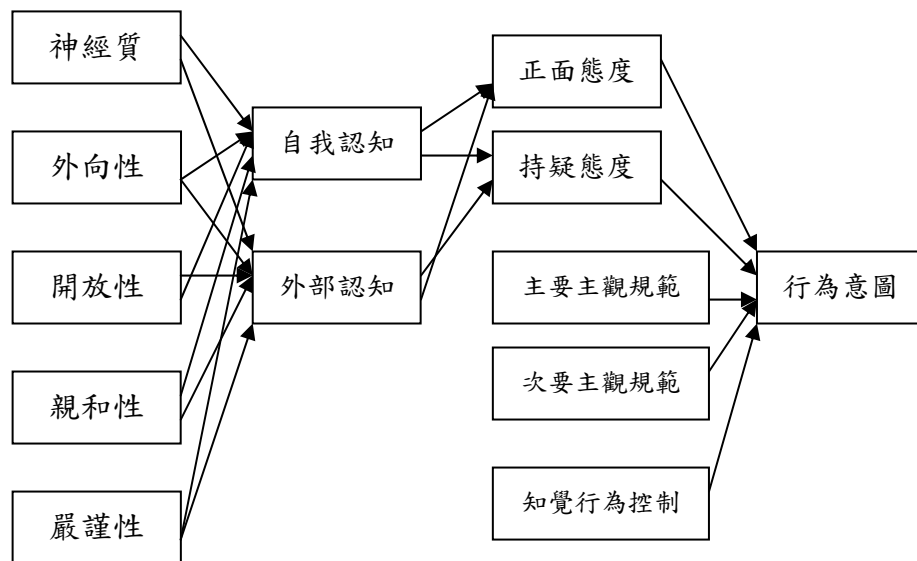 神經質
外向性
開放性
親和性
嚴謹性
自我認知
外部認知
正面態度
持疑態度
主要主觀規範
次要主觀規範
知覺行為控制
行為意圖